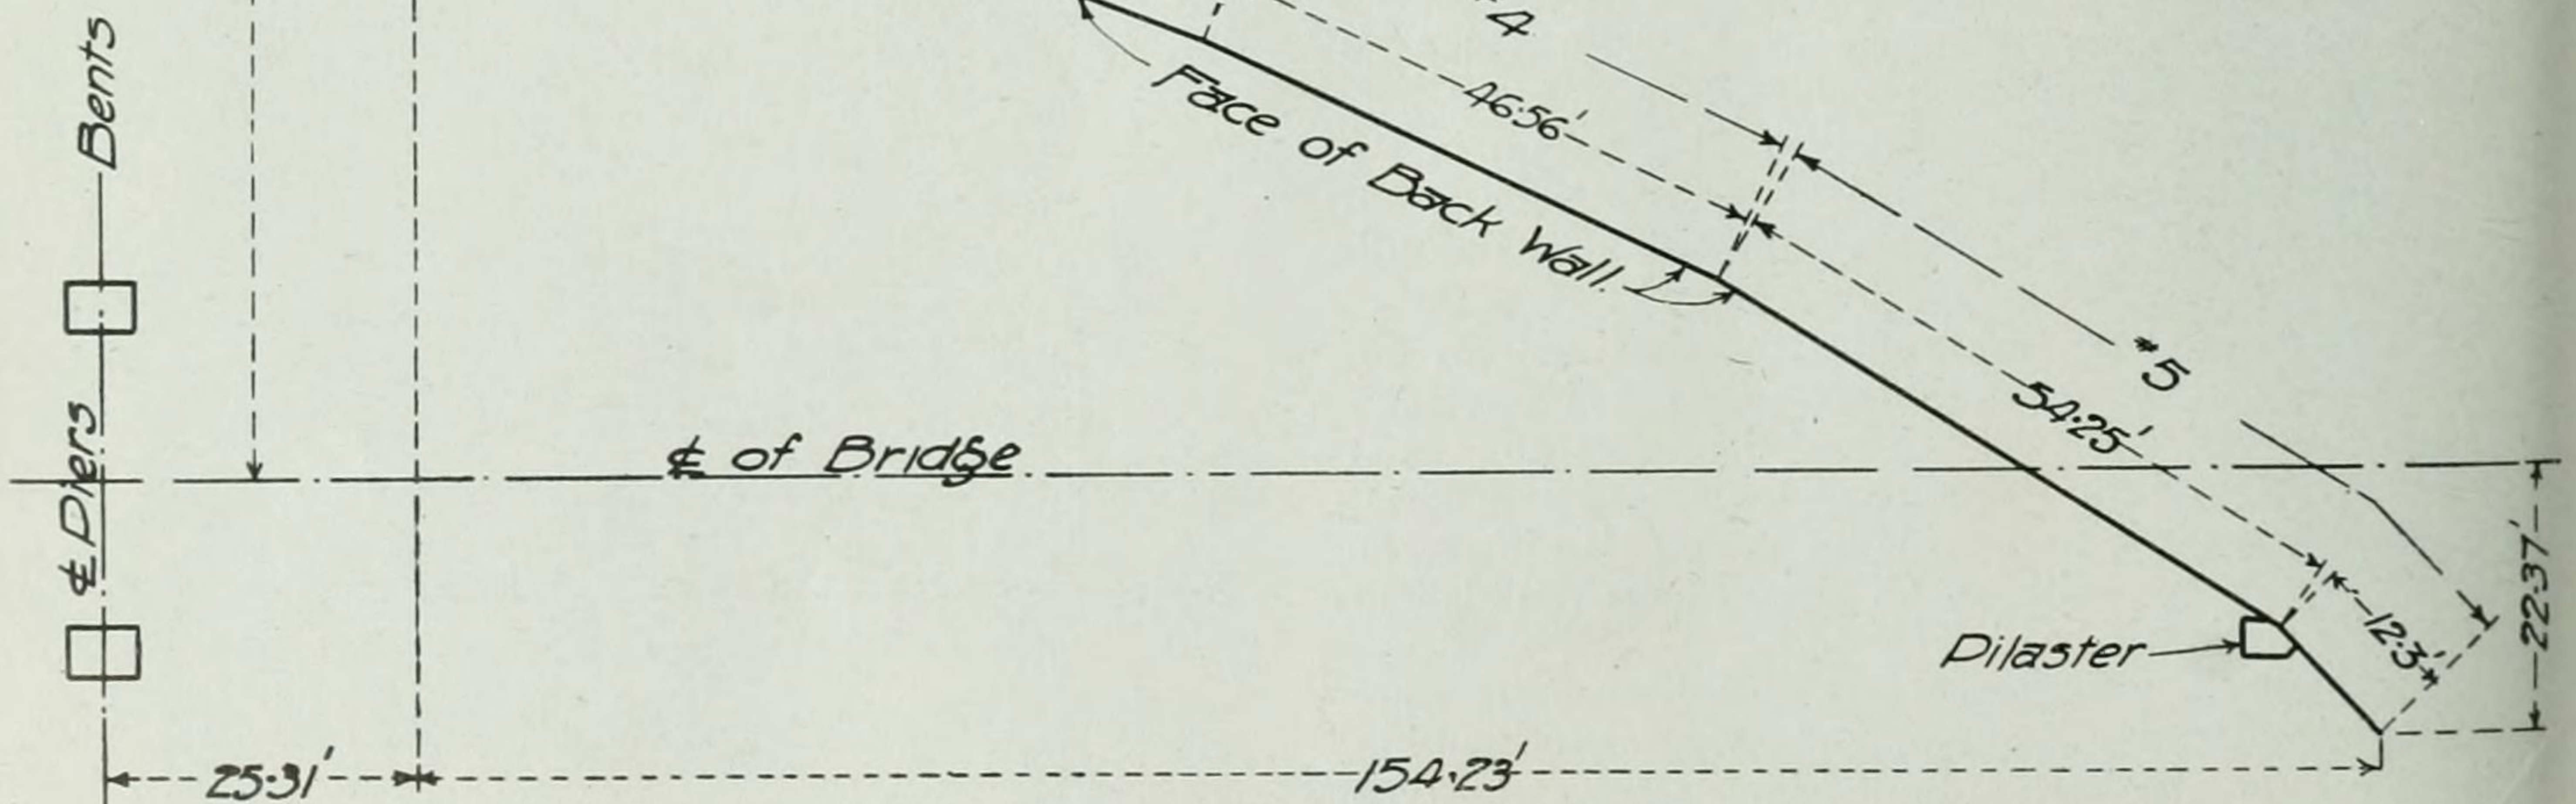 Bents
℄ Piers
4
46.56'
Face of Back Wall.
#5
54.25'
℄ of Bridge
22.37'
Pilaster
12.3'
25.31'
154.23'